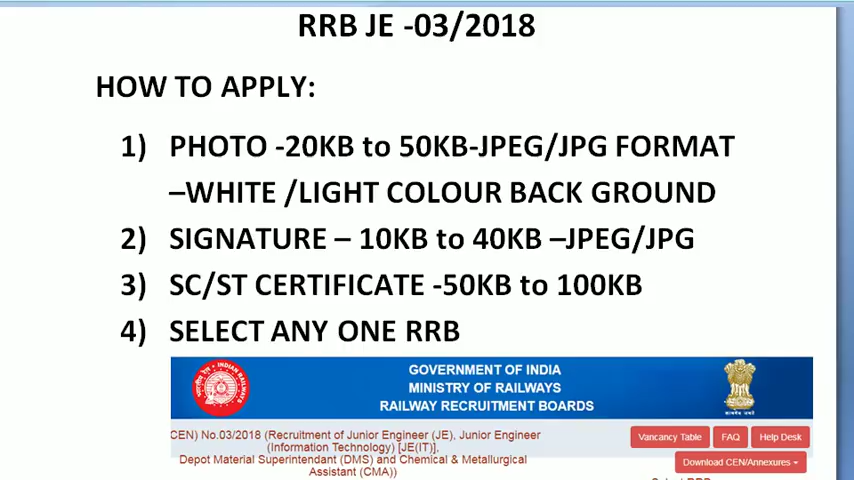 RRB JE -03/2018
HOW TO APPLY:
1) PHOTO -20KB to 50KB-JPEG/JPG FORMAT
–WHITE /LIGHT COLOUR BACK GROUND
2) SIGNATURE – 10KB to 40KB –JPEG/JPG
3) SC/ST CERTIFICATE -50KB to 100KB
4) SELECT ANY ONE RRB
GOVERNMENT OF INDIA
MINISTRY OF RAILWAYS
RAILWAY RECRUITMENT BOARDS
CEN) No.03/2018 (Recruitment of Junior Engineer (JE), Junior Engineer
(Information Technology) [JE(IT)],
Depot Material Superintendant (DMS) and Chemical & Metallurgical
Assistant (CMA))
Vancancy Table FAQ Help Desk
Download CEN/Annexures